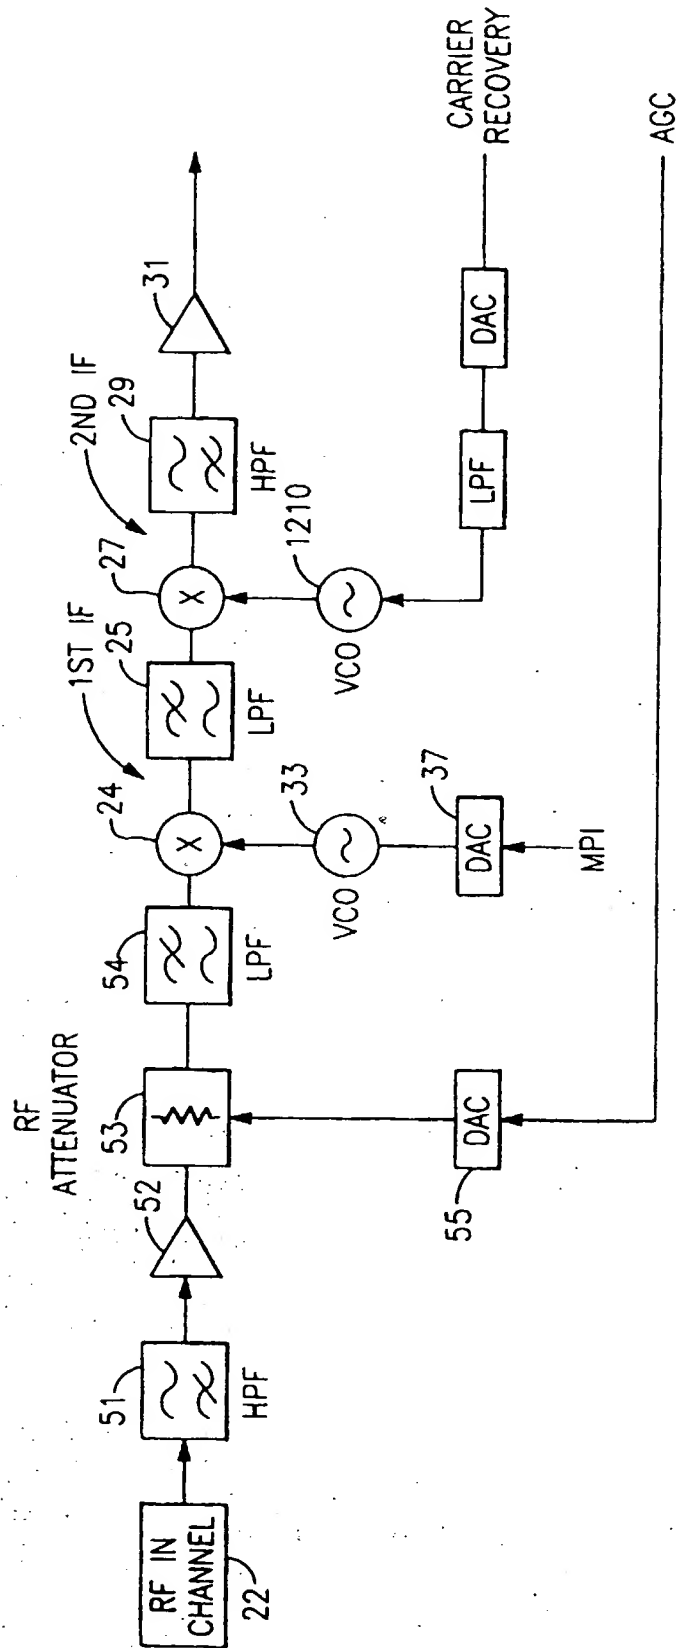 RF IN
CHANNEL
22
51
HPF
52
RF
ATTENUATOR
53
54
LPF
24
1ST IF
25
LPF
27
2ND IF
29
HPF
31
33
VCO
37
DAC
MPI
1210
VCO
LPF
DAC
CARRIER
RECOVERY
55
DAC
AGC
X
X